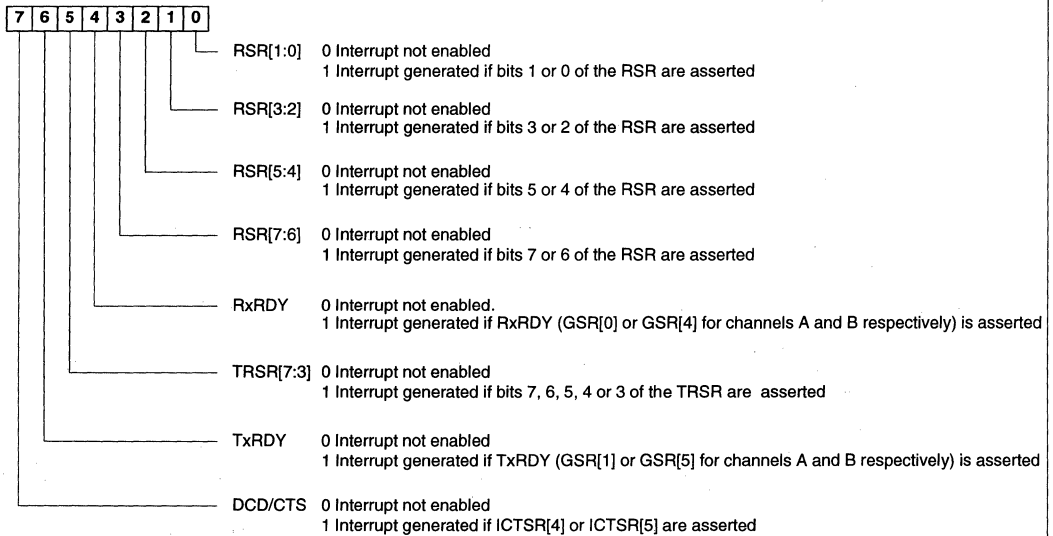 7 6 5 4 3 2 1 0
RSR[1:0] 0 Interrupt not enabled
1 Interrupt generated if bits 1 or 0 of the RSR are asserted
RSR[3:2] 0 Interrupt not enabled
1 Interrupt generated if bits 3 or 2 of the RSR are asserted
RSR[5:4] 0 Interrupt not enabled
1 Interrupt generated if bits 5 or 4 of the RSR are asserted
RSR[7:6] 0 Interrupt not enabled
1 Interrupt generated if bits 7 or 6 of the RSR are asserted
RxRDY 0 Interrupt not enabled.
1 Interrupt generated if RxRDY (GSR[0] or GSR[4] for channels A and B respectively) is asserted
TRSR[7:3] 0 Interrupt not enabled
1 Interrupt generated if bits 7, 6, 5, 4 or 3 of the TRSR are asserted
TxRDY 0 Interrupt not enabled
1 Interrupt generated if TxRDY (GSR[1] or GSR[5] for channels A and B respectively) is asserted
DCD/CTS 0 Interrupt not enabled
1 Interrupt generated if ICTSR[4] or ICTSR[5] are asserted